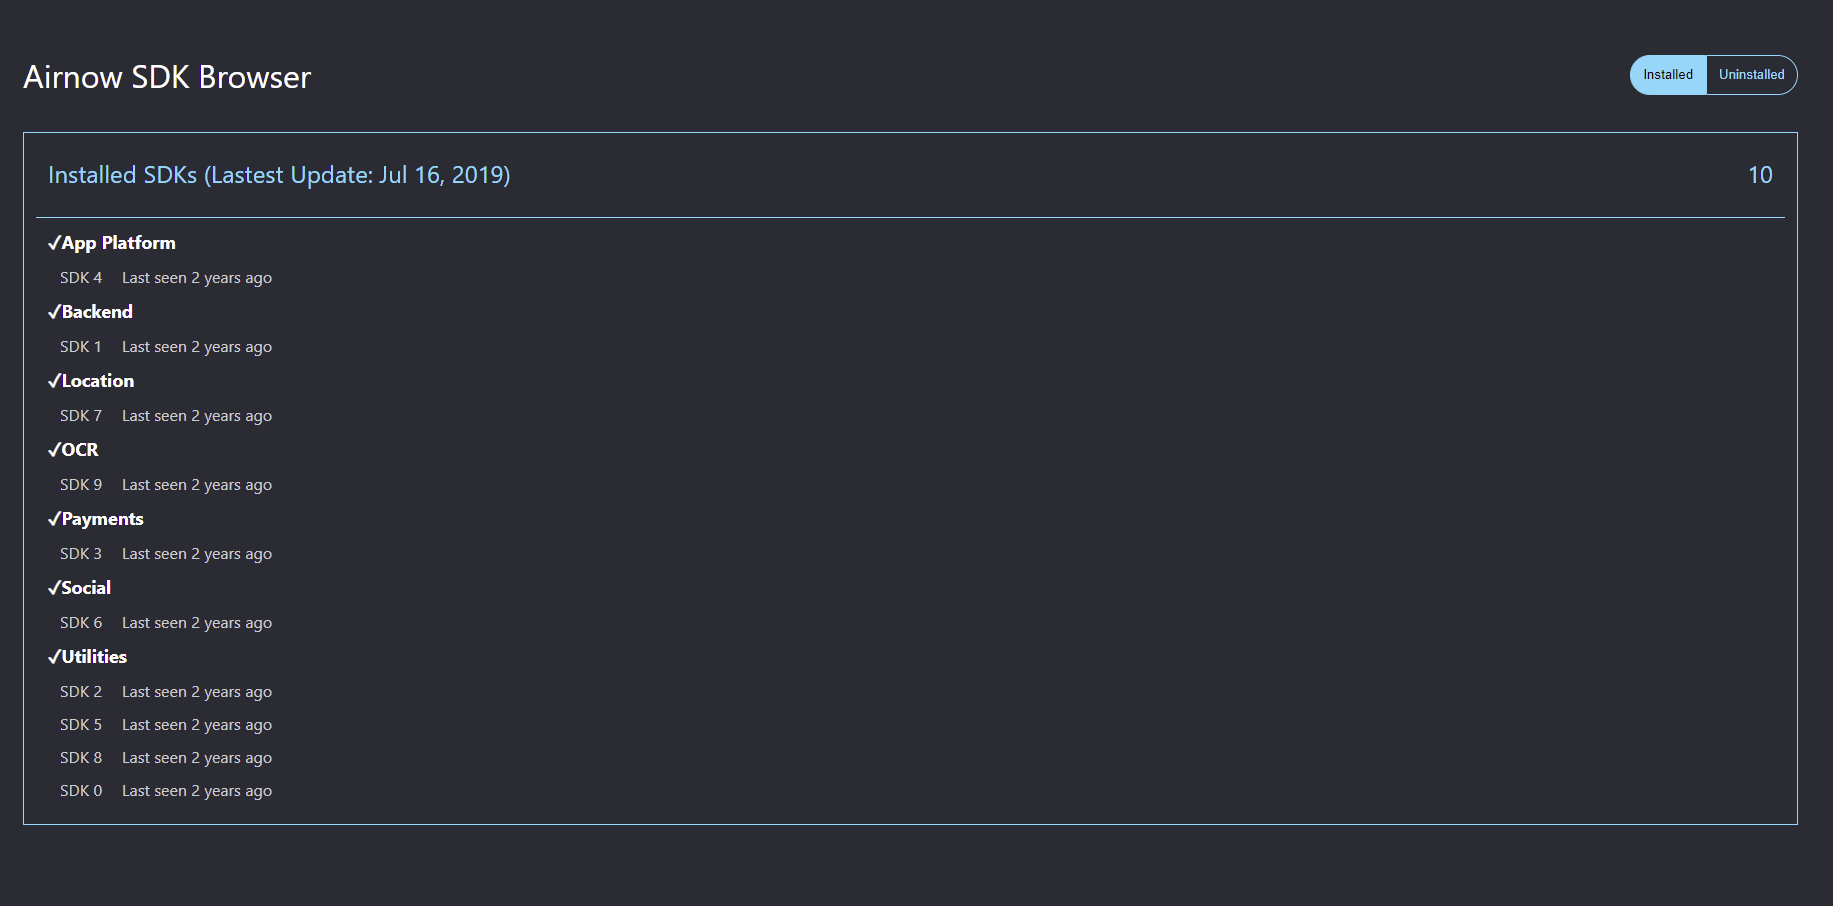 Airnow SDK Browser
Installed Uninstalled
Installed SDKs (Lastest Update: Jul 16, 2019) 10
✓App Platform
SDK 4 Last seen 2 years ago
✓Backend
SDK 1 Last seen 2 years ago
✓Location
SDK 7 Last seen 2 years ago
✓OCR
SDK 9 Last seen 2 years ago
✓Payments
SDK 3 Last seen 2 years ago
✓Social
SDK 6 Last seen 2 years ago
✓Utilities
SDK 2 Last seen 2 years ago
SDK 5 Last seen 2 years ago
SDK 8 Last seen 2 years ago
SDK 0 Last seen 2 years ago